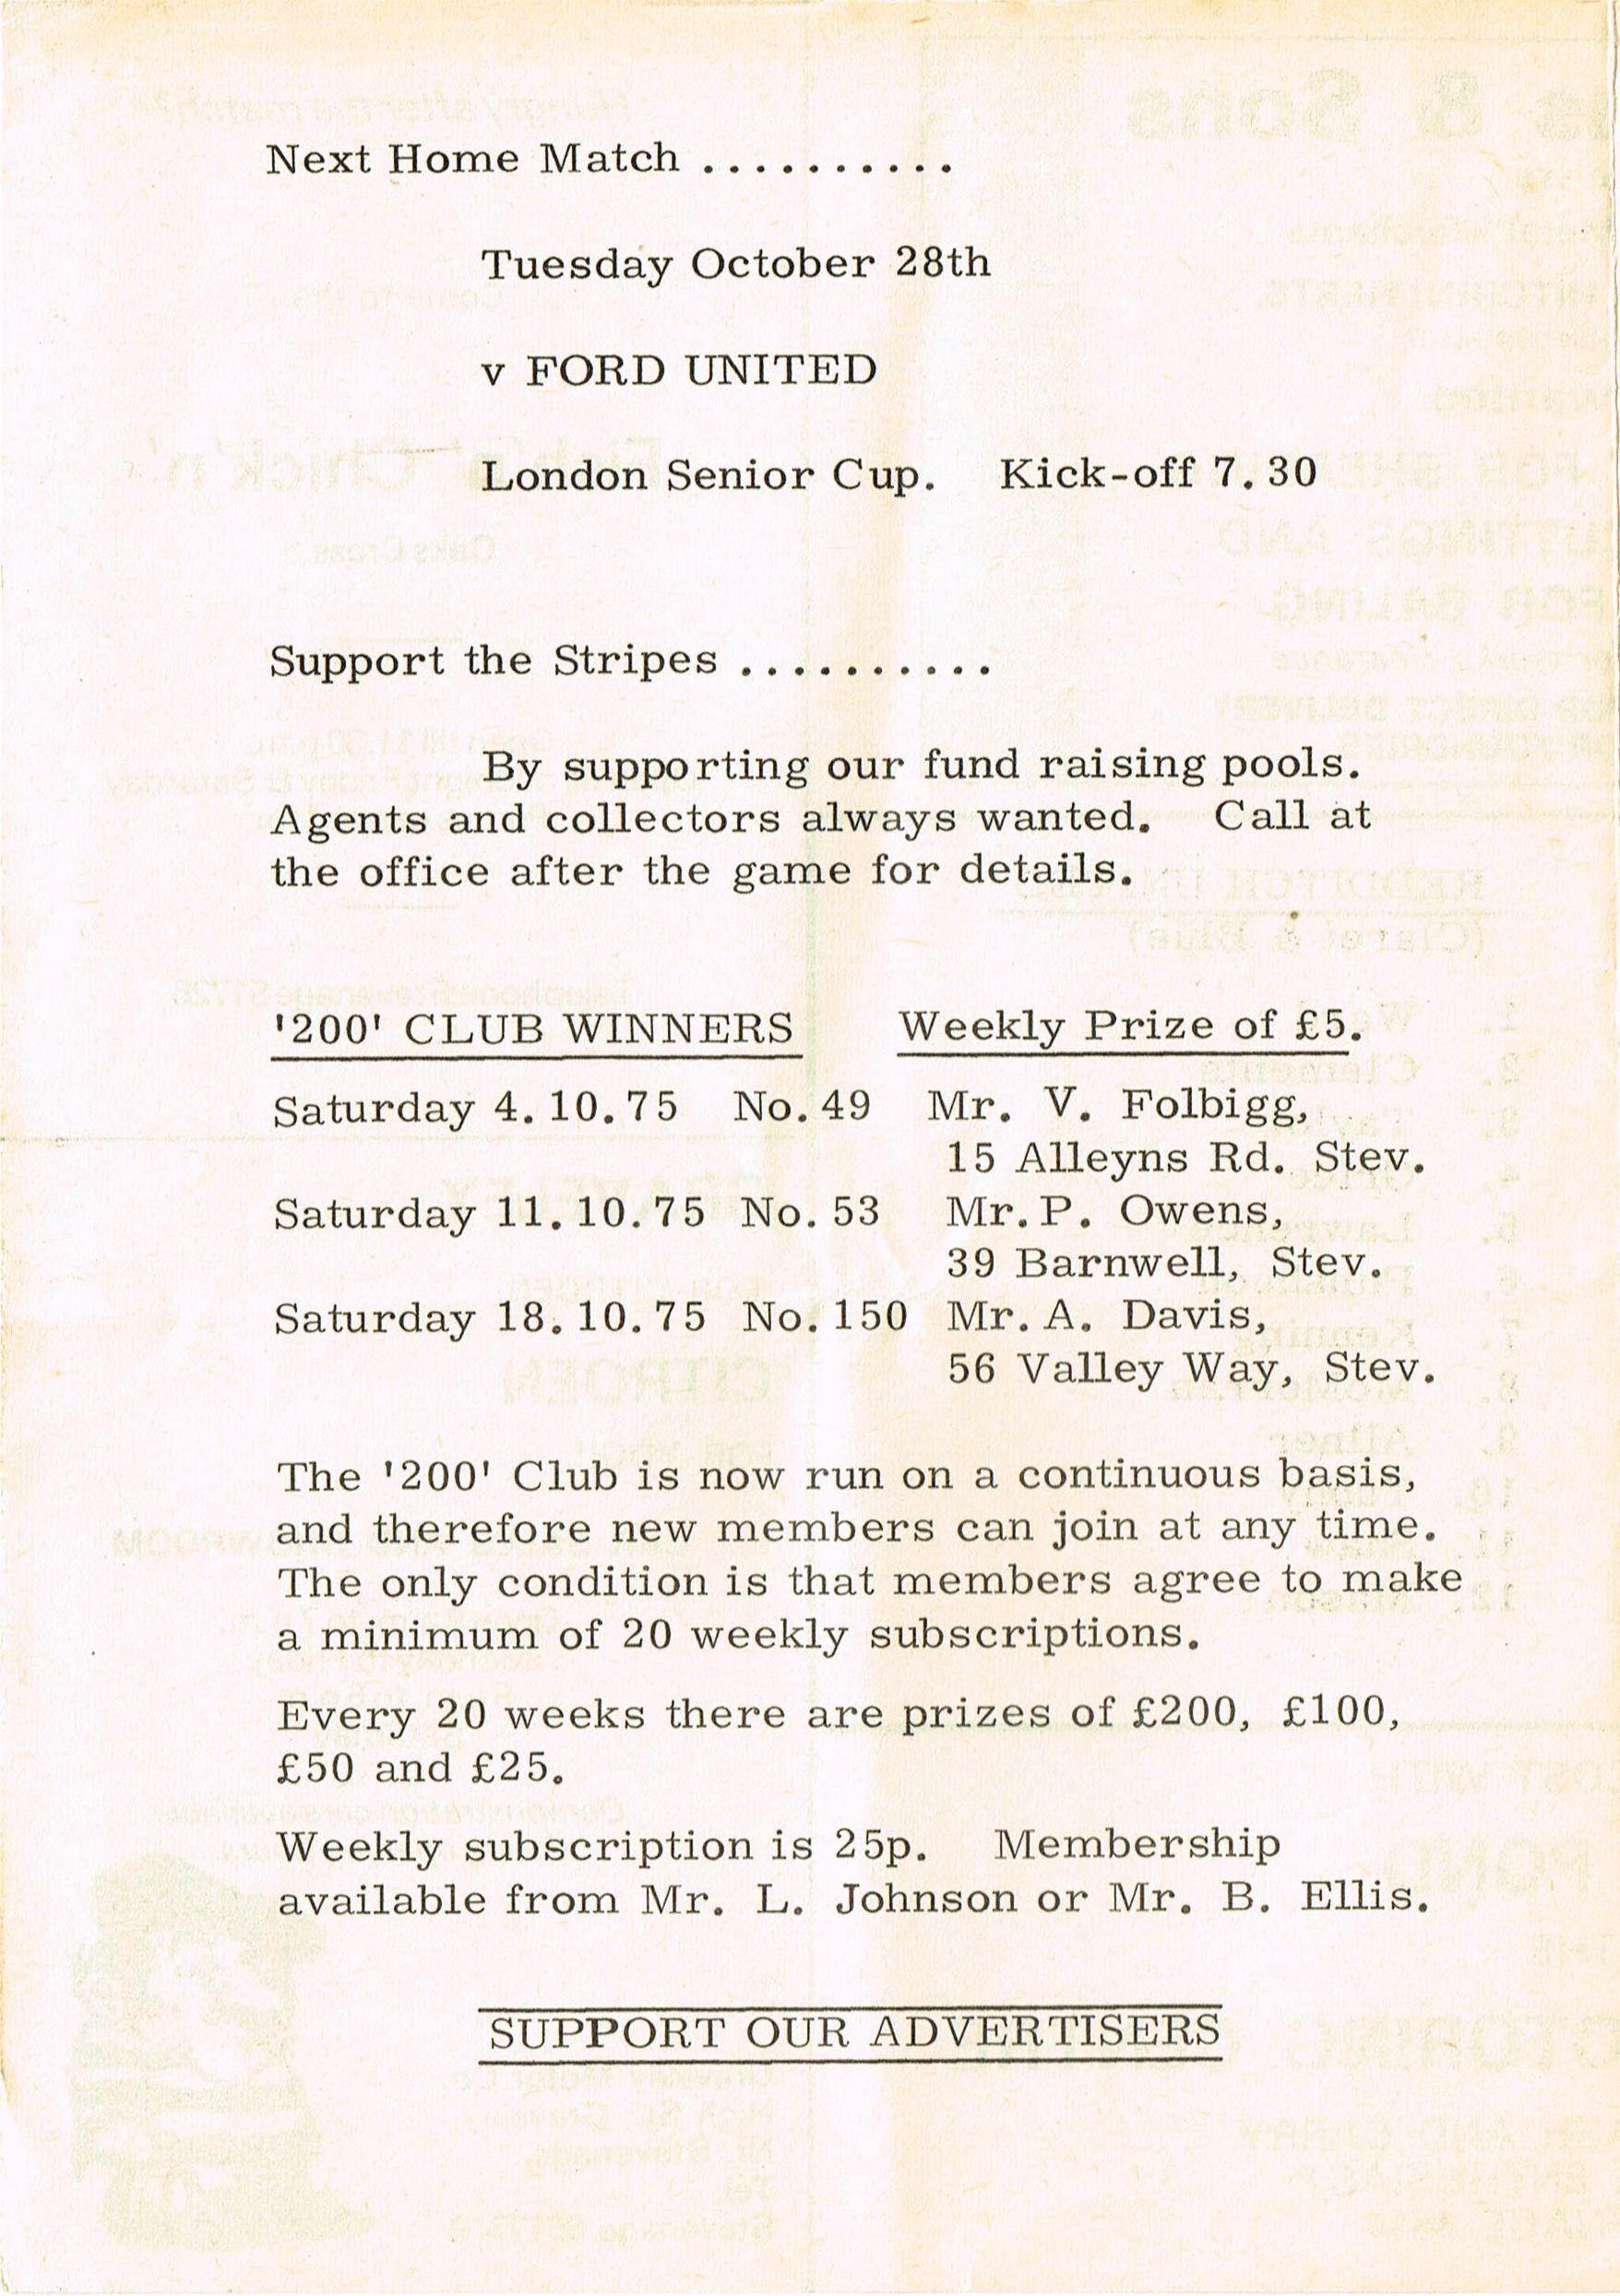 Next Home Match ..........
Tuesday October 28th
v FORD UNITED
London Senior Cup. Kick-off 7.30
Support the Stripes ..........
By supporting our fund raising pools.
Agents and collectors always wanted. Call at
the office after the game for details.
'200' CLUB WINNERS Weekly Prize of £5.
Saturday 4.10.75 No.49 Mr. V. Folbigg,
15 Alleyns Rd. Stev.
Saturday 11.10.75 No.53 Mr.P. Owens,
39 Barnwell, Stev.
Saturday 18.10.75 No.150 Mr.A. Davis,
56 Valley Way, Stev.
The '200' Club is now run on a continuous basis,
and therefore new members can join at any time.
The only condition is that members agree to make
a minimum of 20 weekly subscriptions.
Every 20 weeks there are prizes of £200, £100,
£50 and £25.
Weekly subscription is 25p. Membership
available from Mr. L. Johnson or Mr. B. Ellis.
SUPPORT OUR ADVERTISERS